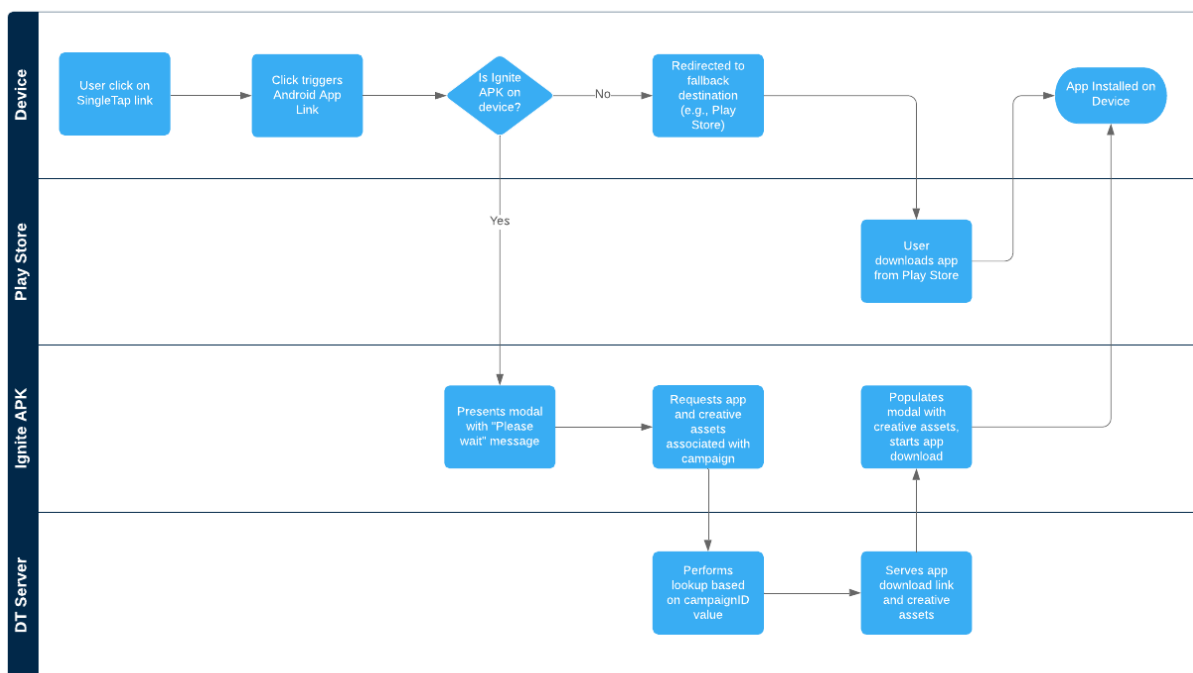 Device
User click on
SingleTap link
Click triggers
Android App
Link
Is Ignite
APK on
device?
No
Redirected to
fallback
destination
(e.g., Play
Store)
App Installed on
Device
Yes
Play Store
User
downloads app
from Play Store
Ignite APK
Presents modal
with "Please
wait" message
Requests app
and creative
assets
associated with
campaign
Populates
modal with
creative assets,
starts app
download
DT Server
Performs
lookup based
on campaignID
value
Serves app
download link
and creative
assets